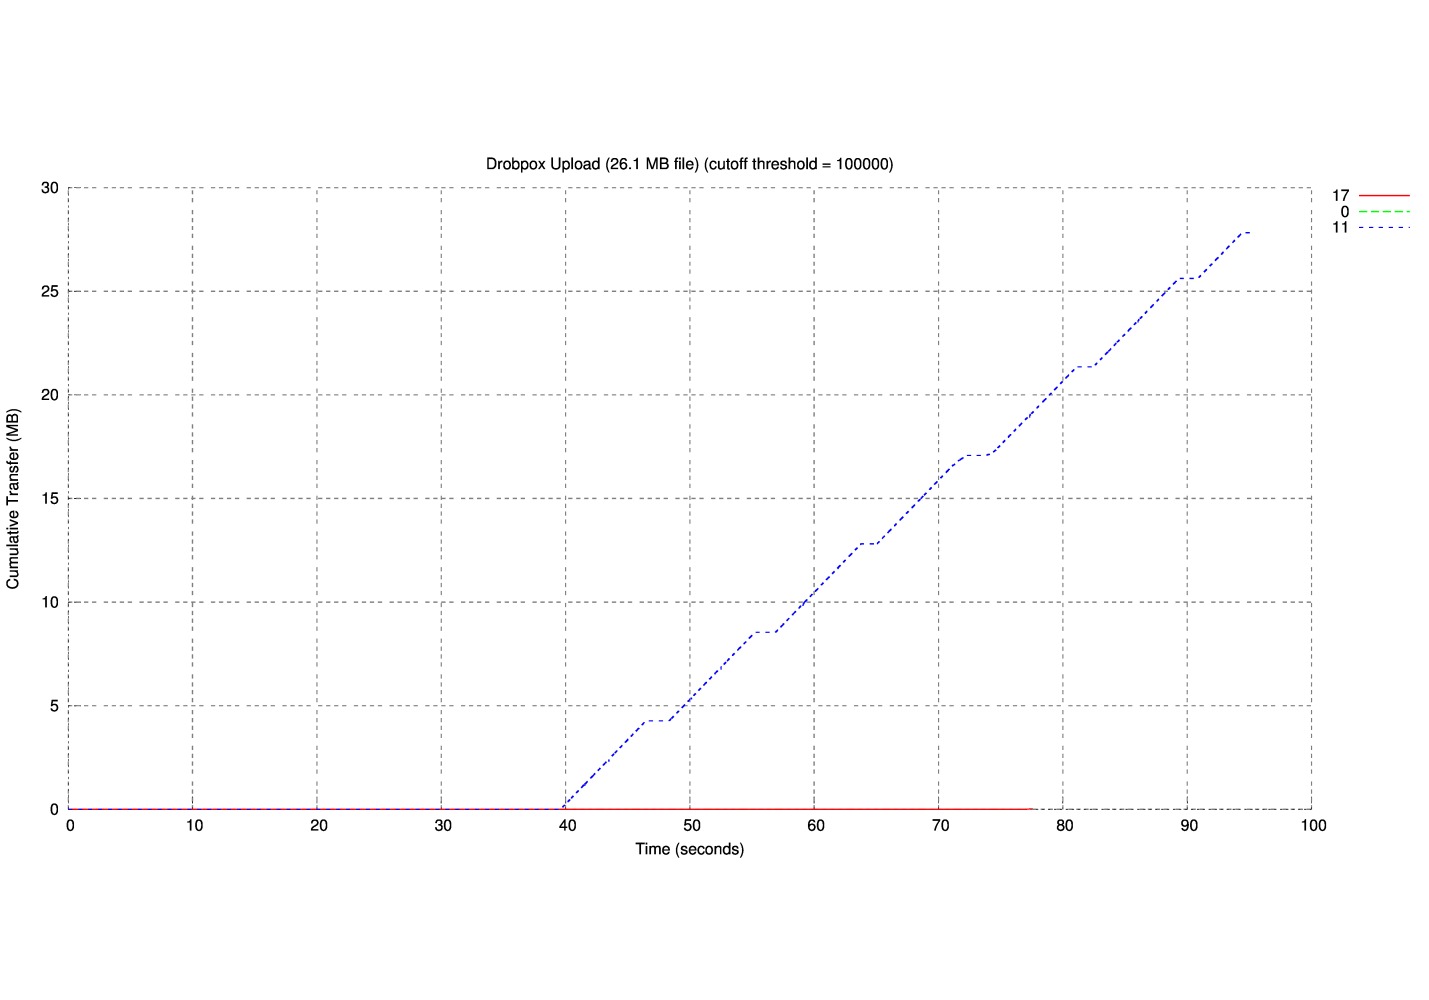 Drobpox Upload (26.1 MB file) (cutoff threshold = 100000)
30
17
0
11
25
20
15
10
5
0
Cumulative Transfer (MB)
0 10 20 30 40 50 60 70 80 90 100
Time (seconds)